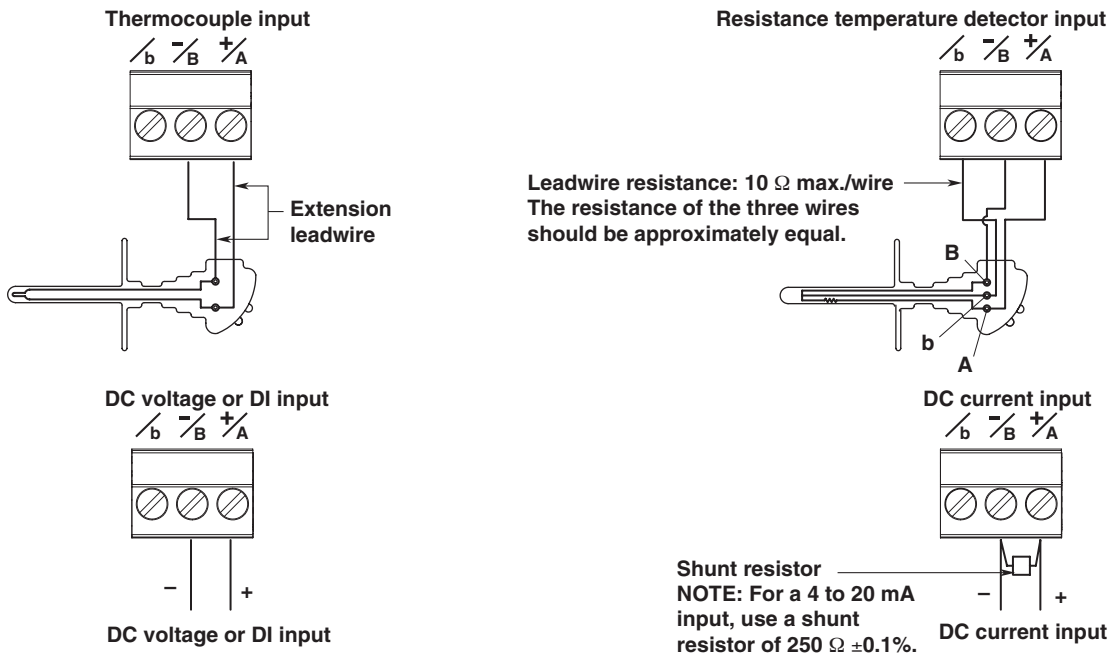 Thermocouple input
/b -/B +/A
Extension
leadwire
Resistance temperature detector input
/b -/B +/A
Leadwire resistance: 10 Ω max./wire
The resistance of the three wires
should be approximately equal.
B
b
A
DC voltage or DI input
/b -/B +/A
– +
DC voltage or DI input
DC current input
/b -/B +/A
Shunt resistor
NOTE: For a 4 to 20 mA
input, use a shunt
resistor of 250 Ω ±0.1%.
– +
DC current input